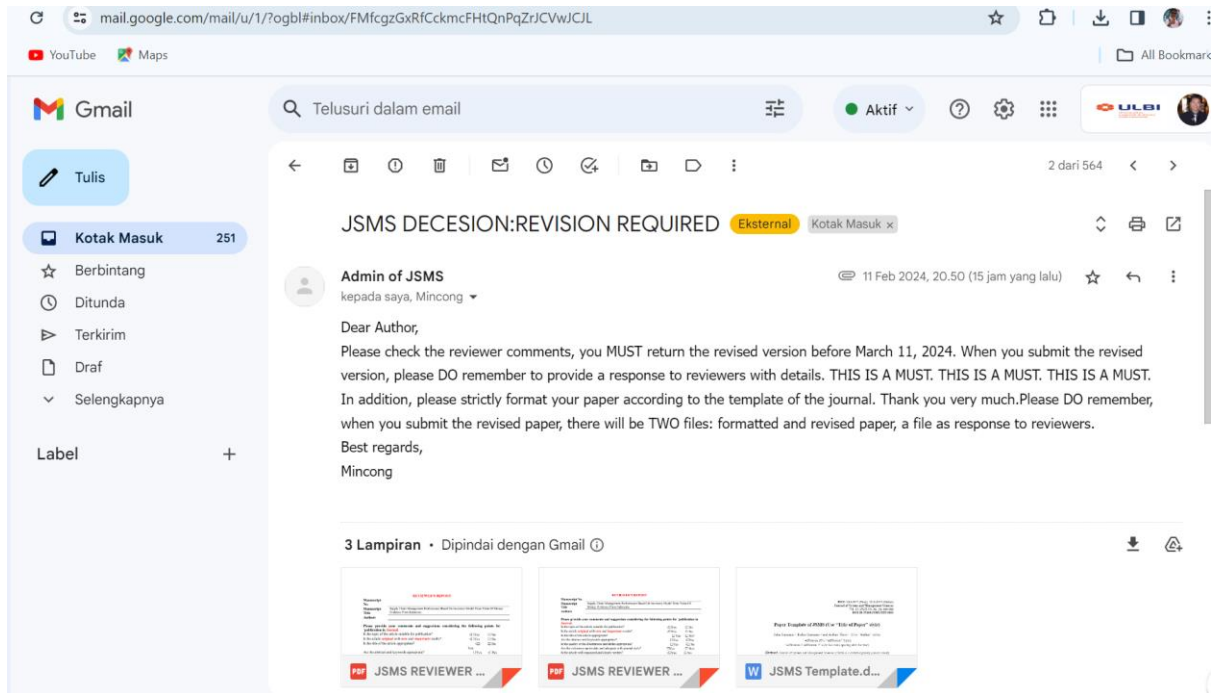 mail.google.com/mail/u/1/?ogbl#inbox/FMfcgzGxRfCckmcFHtQnPqZrJCVwJCJL
YouTube Maps All Bookmark
Gmail Telusuri dalam email Aktif ULBI
Tulis
2 dari 564
Kotak Masuk 251
Berbintang
Ditunda
Terkirim
Draf
Selengkapnya
Label
JSMS DECESION:REVISION REQUIRED Eksternal Kotak Masuk x
Admin of JSMS 11 Feb 2024, 20.50 (15 jam yang lalu)
kepada saya, Mincong
Dear Author,
Please check the reviewer comments, you MUST return the revised version before March 11, 2024. When you submit the revised
version, please DO remember to provide a response to reviewers with details. THIS IS A MUST. THIS IS A MUST. THIS IS A MUST.
In addition, please strictly format your paper according to the template of the journal. Thank you very much.Please DO remember,
when you submit the revised paper, there will be TWO files: formatted and revised paper, a file as response to reviewers.
Best regards,
Mincong
3 Lampiran • Dipindai dengan Gmail
PDF JSMS REVIEWER ...
PDF JSMS REVIEWER ...
W JSMS Template.d...